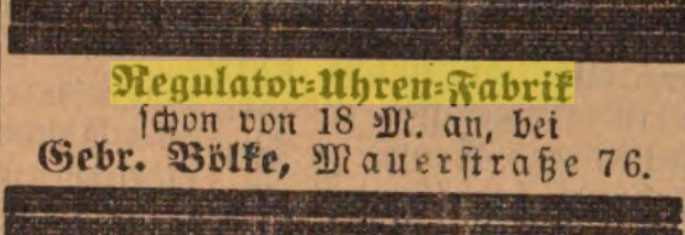 Regulator-Uhren-Fabrik
schon von 18 M. an, bei
Gebr. Bölke, Mauerstraße 76.